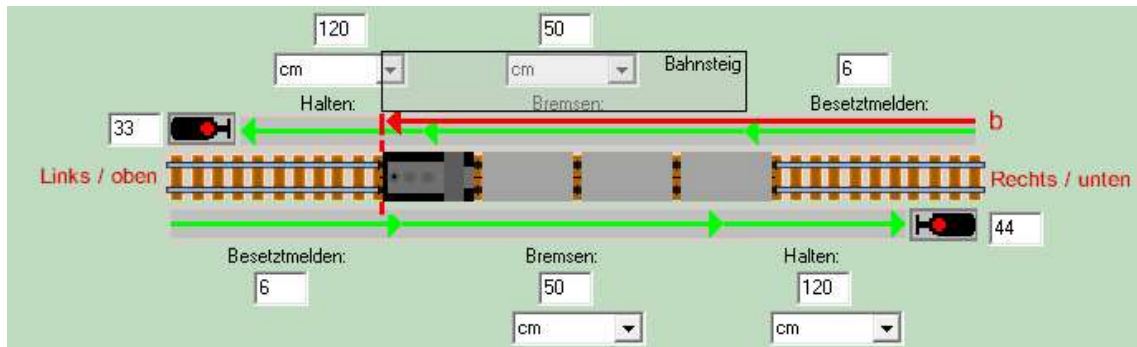 120 50
cm cm Bahnsteig 6
Halten: Bremsen: Besetztmelden:
33 b
Links / oben Rechts / unten
44
Besetztmelden: Bremsen: Halten:
6 50 120
cm cm